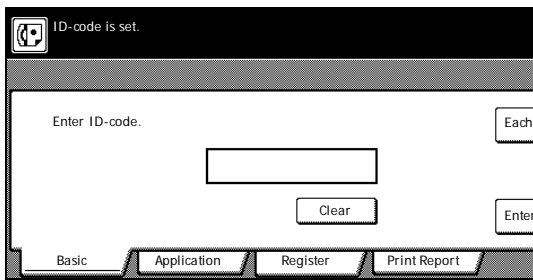 ID-code is set.
Enter ID-code.
Each
Clear
Enter
Basic Application Register Print Report